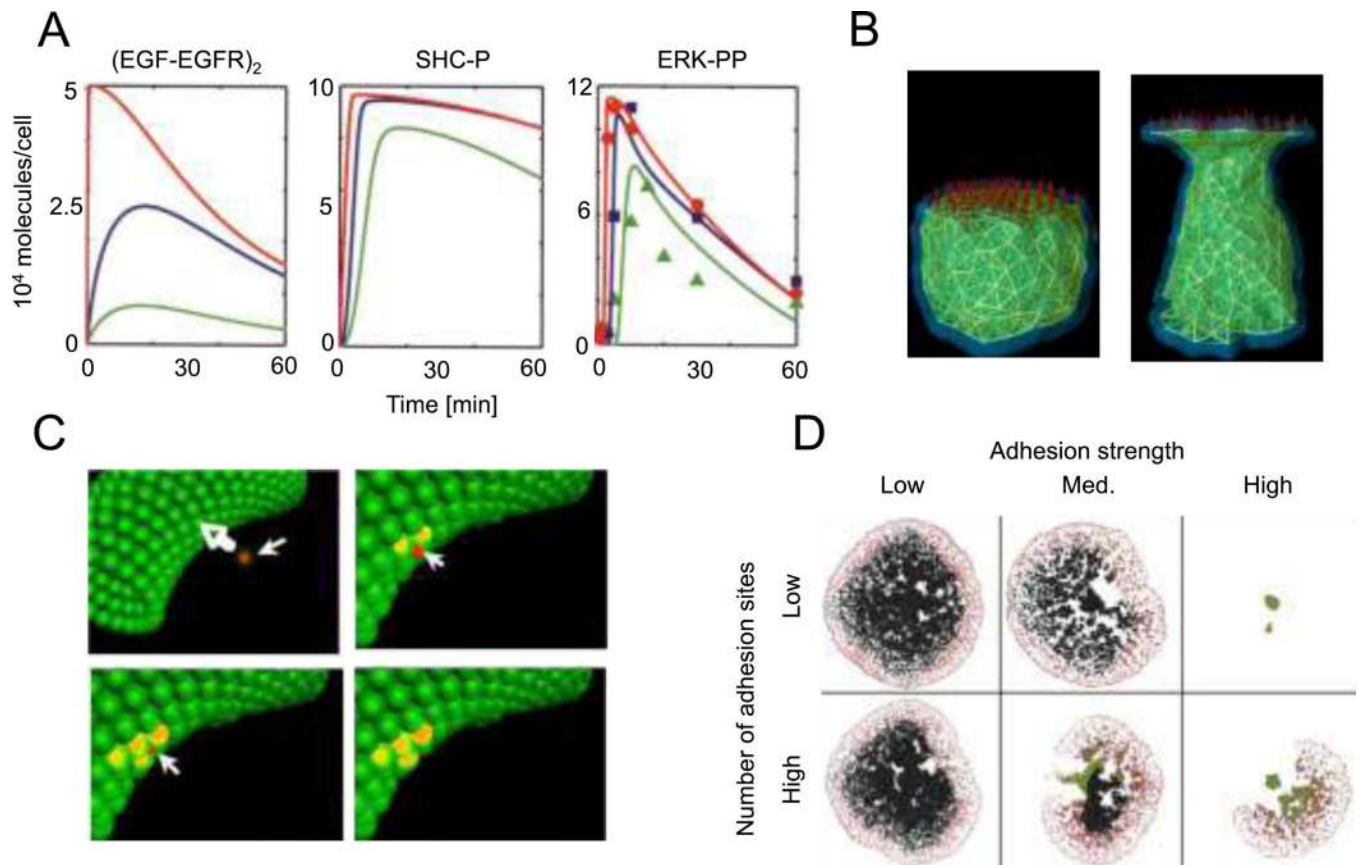 A
(EGF-EGFR)2
SHC-P
ERK-PP
10⁴ molecules/cell
5
2.5
0
10
5
0
12
6
0
0
30
60
0
30
60
0
30
60
Time [min]
B
C
D
Adhesion strength
Low
Med.
High
Number of adhesion sites
Low
High